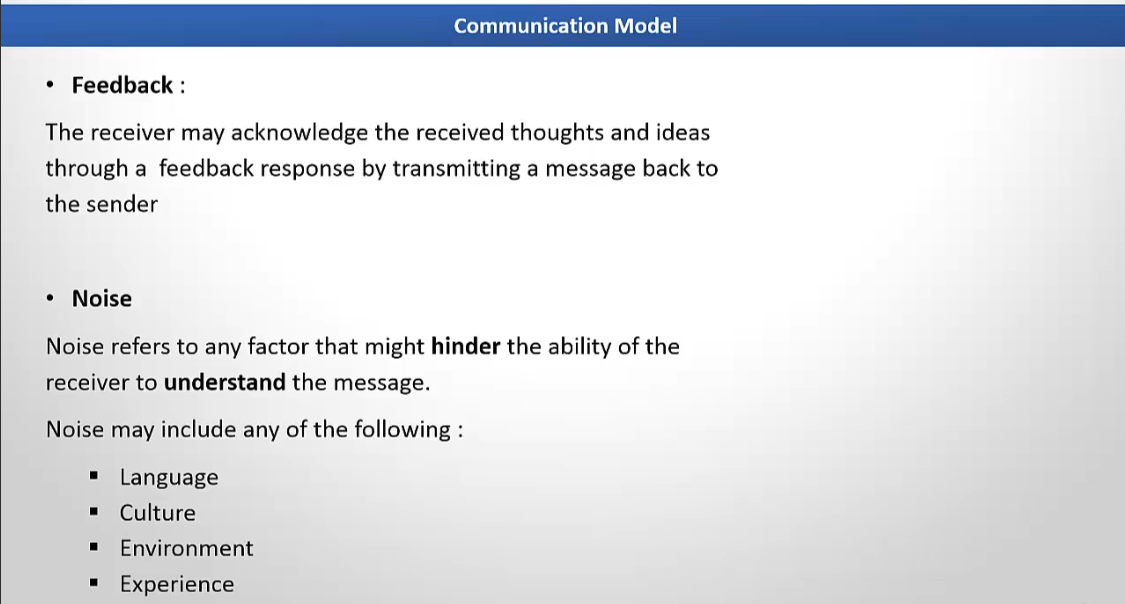 Communication Model
• Feedback :
The receiver may acknowledge the received thoughts and ideas
through a feedback response by transmitting a message back to
the sender
• Noise
Noise refers to any factor that might hinder the ability of the
receiver to understand the message.
Noise may include any of the following :
▪ Language
▪ Culture
▪ Environment
▪ Experience